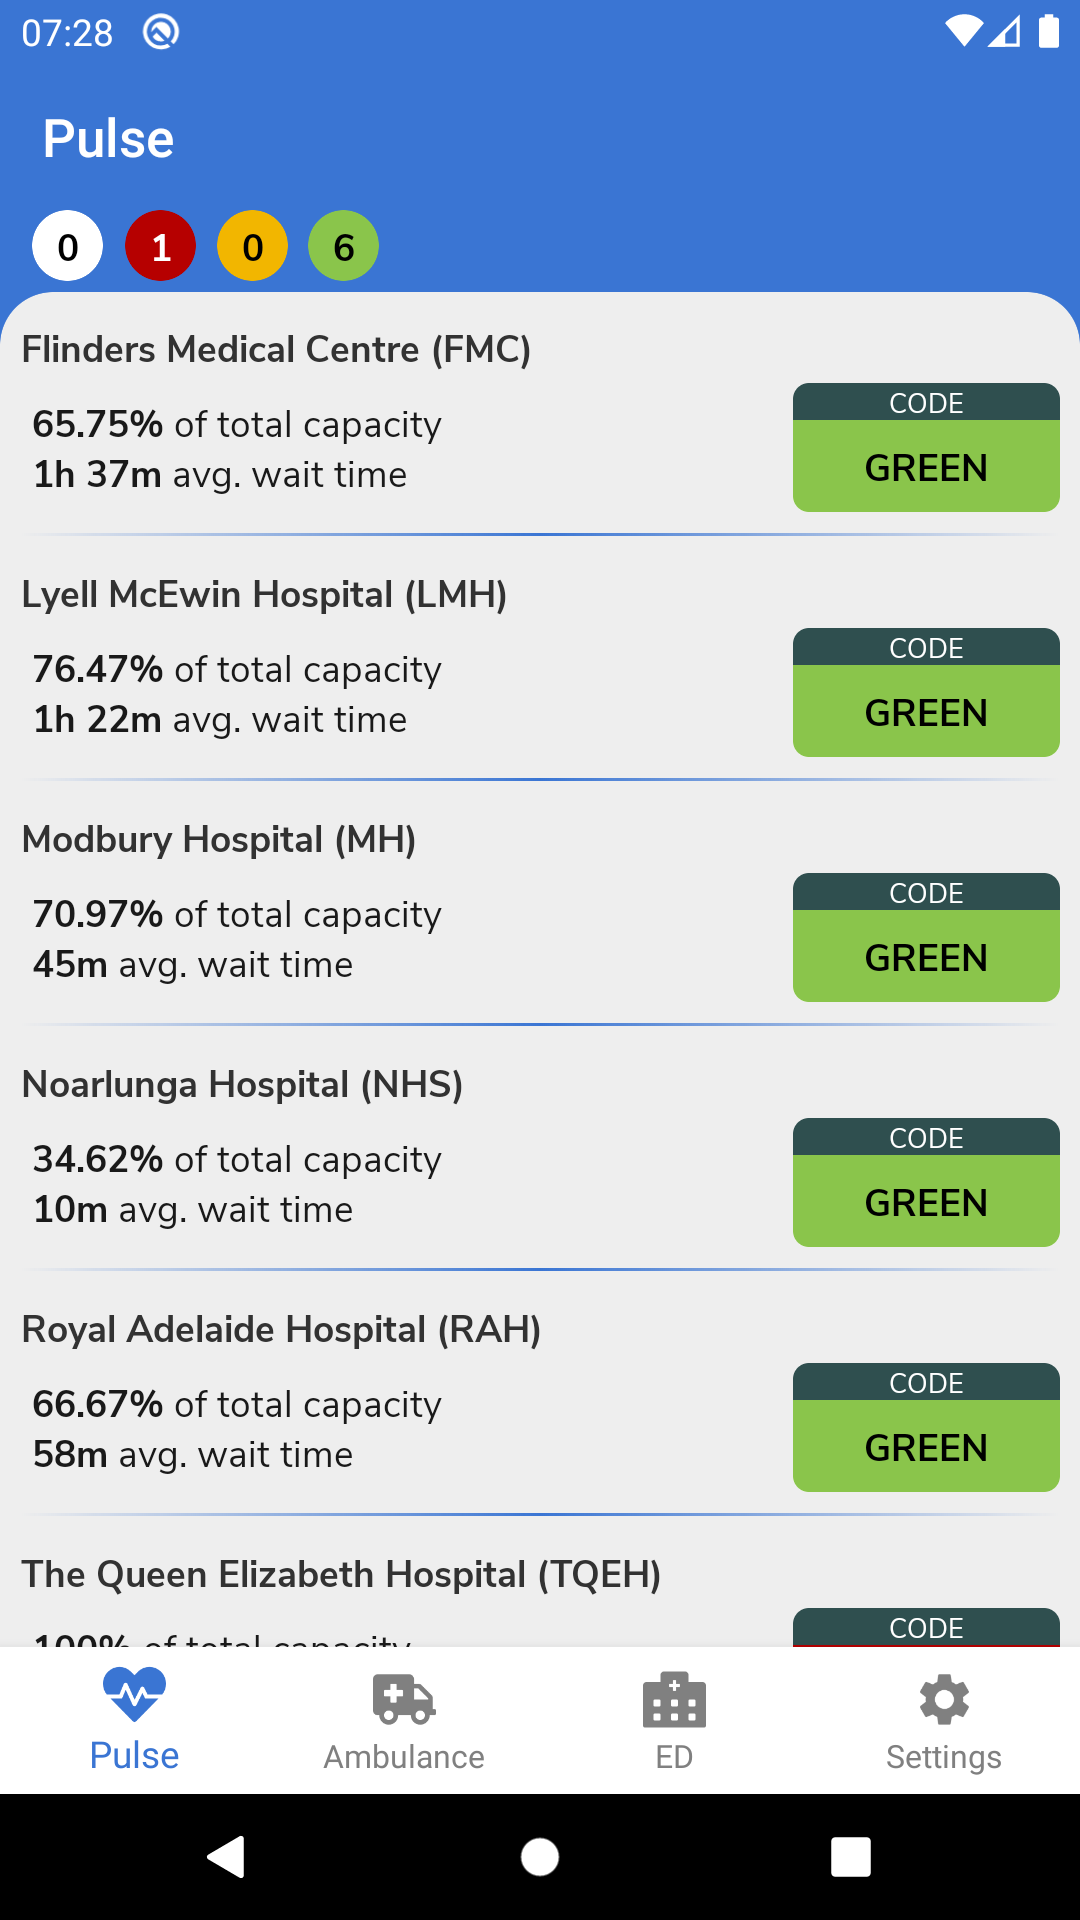 07:28
Pulse
0 1 0 6
Flinders Medical Centre (FMC)
65.75% of total capacity
1h 37m avg. wait time
CODE
GREEN
Lyell McEwin Hospital (LMH)
76.47% of total capacity
1h 22m avg. wait time
CODE
GREEN
Modbury Hospital (MH)
70.97% of total capacity
45m avg. wait time
CODE
GREEN
Noarlunga Hospital (NHS)
34.62% of total capacity
10m avg. wait time
CODE
GREEN
Royal Adelaide Hospital (RAH)
66.67% of total capacity
58m avg. wait time
CODE
GREEN
The Queen Elizabeth Hospital (TQEH)
100% of total capacity
CODE
Pulse Ambulance ED Settings